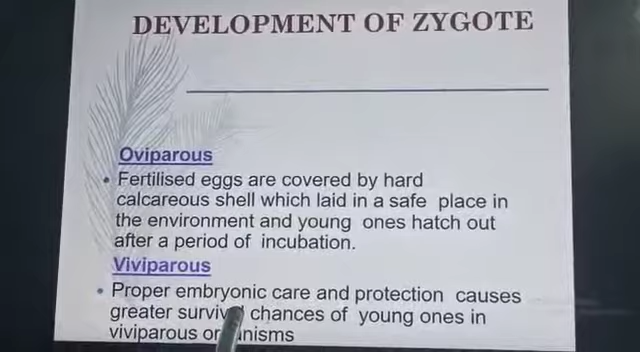 DEVELOPMENT OF ZYGOTE
Oviparous
• Fertilised eggs are covered by hard
calcareous shell which laid in a safe place in
the environment and young ones hatch out
after a period of incubation.
Viviparous
• Proper embryonic care and protection causes
greater chances of young ones in
viviparous